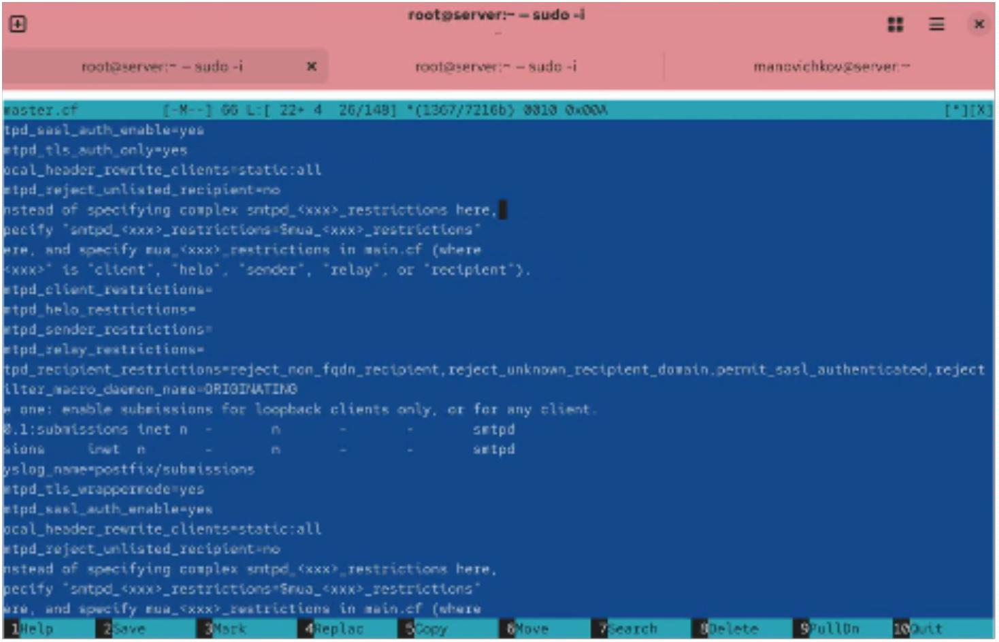 root@server:~ — sudo -i
root@server:~ — sudo -i
root@server:~ — sudo -i
manovichkov@server:~
master.cf [-M--] 66 L:[ 22+ 4 26/148] *(1367/7216b) 0010 0x00A [*][X]
tpd_sasl_auth_enable=yes
mtpd_tls_auth_only=yes
ocal_header_rewrite_clients=static:all
mtpd_reject_unlisted_recipient=no
nstead of specifying complex smtpd_<xxx>_restrictions here,
pecify "smtpd_<xxx>_restrictions=$mua_<xxx>_restrictions"
ere, and specify mua_<xxx>_restrictions in main.cf (where
<xxx>" is "client", "helo", "sender", "relay", or "recipient").
mtpd_client_restrictions=
mtpd_helo_restrictions=
mtpd_sender_restrictions=
mtpd_relay_restrictions=
tpd_recipient_restrictions=reject_non_fqdn_recipient,reject_unknown_recipient_domain,permit_sasl_authenticated,reject
ilter_macro_daemon_name=ORIGINATING
e one: enable submissions for loopback clients only, or for any client.
0.1:submissions inet n - n - - smtpd
sions inet n - n - - smtpd
yslog_name=postfix/submissions
mtpd_tls_wrappermode=yes
mtpd_sasl_auth_enable=yes
ocal_header_rewrite_clients=static:all
mtpd_reject_unlisted_recipient=no
nstead of specifying complex smtpd_<xxx>_restrictions here,
pecify "smtpd_<xxx>_restrictions=$mua_<xxx>_restrictions"
ere, and specify mua_<xxx>_restrictions in main.cf (where
1Help 2Save 3Mark 4Replac 5Copy 6Move 7Search 8Delete 9PullDn 10Quit